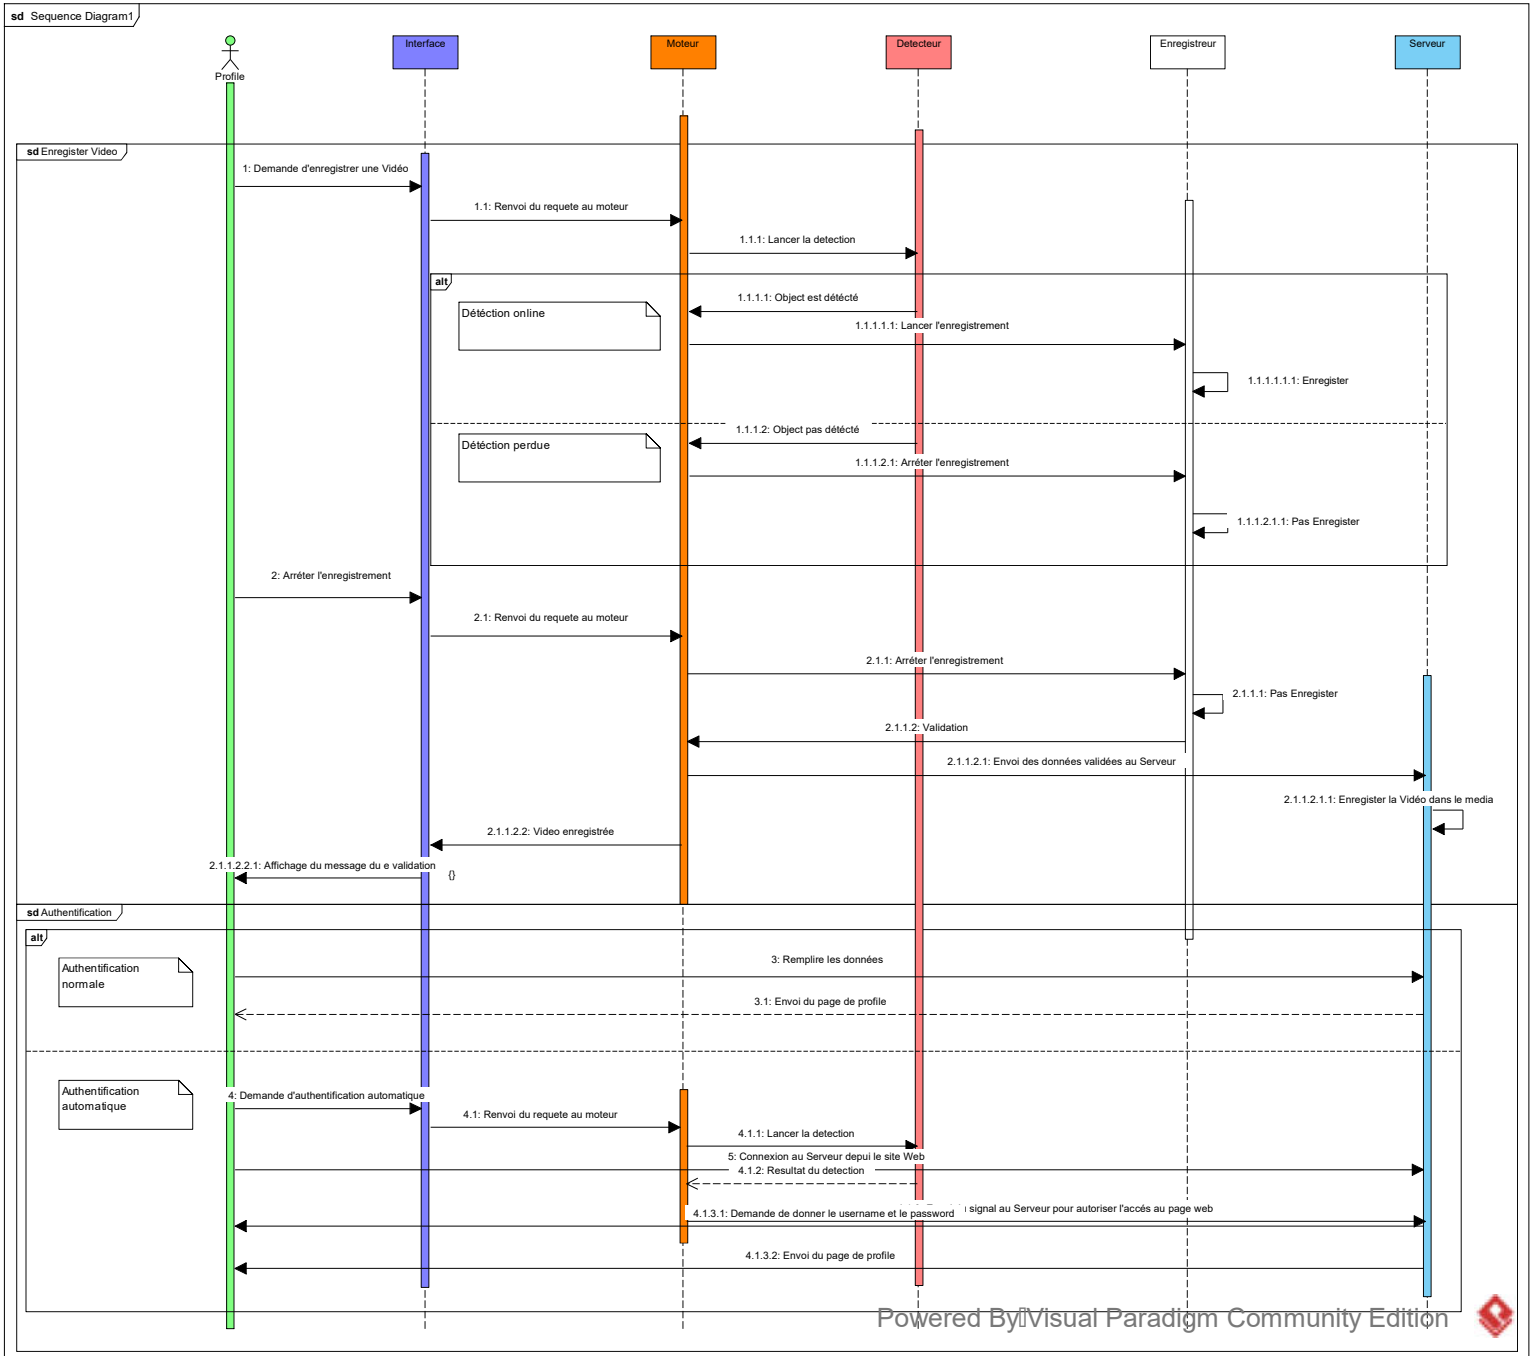 sd Sequence Diagram1
Profile
Interface
Moteur
Detecteur
Enregistreur
Serveur
sd Enregister Video
1: Demande d'enregistrer une Vidéo
1.1: Renvoi du requete au moteur
1.1.1: Lancer la detection
alt
1.1.1.1: Object est détécté
Détéction online
1.1.1.1.1: Lancer l'enregistrement
1.1.1.1.1.1: Enregister
1.1.1.2: Object pas détécté
Détéction perdue
1.1.1.2.1: Arréter l'enregistrement
1.1.1.2.1.1: Pas Enregister
2: Arréter l'enregistrement
2.1: Renvoi du requete au moteur
2.1.1: Arréter l'enregistrement
2.1.1.1: Pas Enregister
2.1.1.2: Validation
2.1.1.2.1: Envoi des données validées au Serveur
2.1.1.2.1.1: Enregister la Vidéo dans le media
2.1.1.2.2: Video enregistrée
2.1.1.2.2.1: Affichage du message du e validation
{}
sd Authentification
alt
Authentification
normale
3: Remplire les données
3.1: Envoi du page de profile
Authentification
automatique
4: Demande d'authentification automatique
4.1: Renvoi du requete au moteur
4.1.1: Lancer la detection
5: Connexion au Serveur depui le site Web
4.1.2: Resultat du detection
signal au Serveur pour autoriser l'accés au page web
4.1.3.1: Demande de donner le username et le password
4.1.3.2: Envoi du page de profile
Powered By Visual Paradigm Community Edition